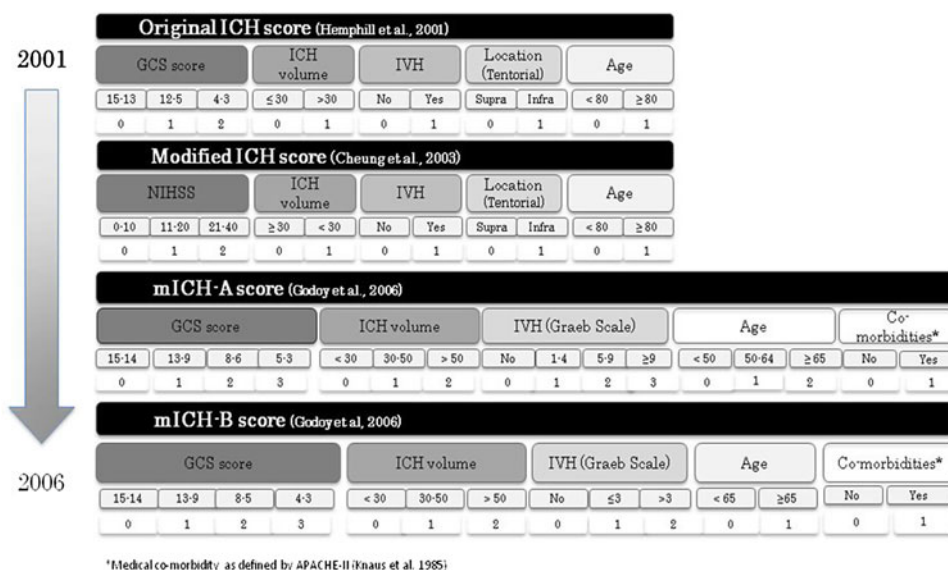 Original ICH score (Hemphill et al., 2001)
2001
GCS score ICH volume IVH Location (Tentorial) Age
15-13 12-5 4-3 ≤30 >30 No Yes Supra Infra <80 ≥80
0 1 2 0 1 0 1 0 1 0 1
Modified ICH score (Cheung et al., 2003)
NIHSS ICH volume IVH Location (Tentorial) Age
0-10 11-20 21-40 ≥30 <30 No Yes Supra Infra <80 ≥80
0 1 2 0 1 0 1 0 1 0 1
mICH-A score (Godoy et al., 2006)
GCS score ICH volume IVH (Graeb Scale) Age Co-morbidities*
15-14 13-9 8-6 5-3 <30 30-50 >50 No 1-4 5-9 ≥9 <50 50-64 ≥65 No Yes
0 1 2 3 0 1 2 0 1 2 3 0 1 2 0 1
mICH-B score (Godoy et al, 2006)
2006
GCS score ICH volume IVH (Graeb Scale) Age Co-morbidities*
15-14 13-9 8-5 4-3 <30 30-50 >50 No ≤3 >3 <65 ≥65 No Yes
0 1 2 3 0 1 2 0 1 2 0 1 0 1
*Medical co-morbidity as defined by APACHE-II (Knaus et al. 1985)